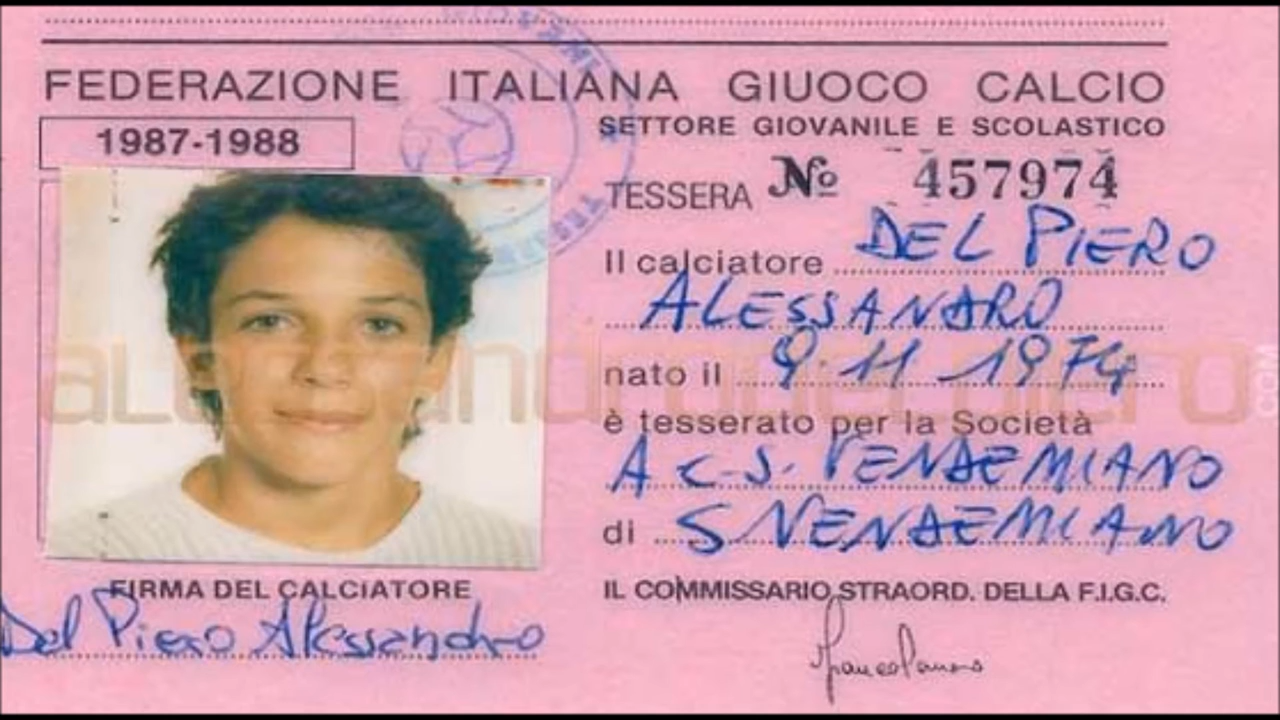 FEDERAZIONE ITALIANA GIUOCO CALCIO
1987-1988
SETTORE GIOVANILE E SCOLASTICO
TESSERA No 457974
Il calciatore DEL PIERO
ALESSANDRO
nato il 9.11 1974
è tesserato per la Società
A C.S. VENDEMIANO
di S VENDEMIANO
FIRMA DEL CALCIATORE
Del Piero Alessandro
IL COMMISSARIO STRAORD. DELLA F.I.G.C.
alessandrodelpiero
.COM